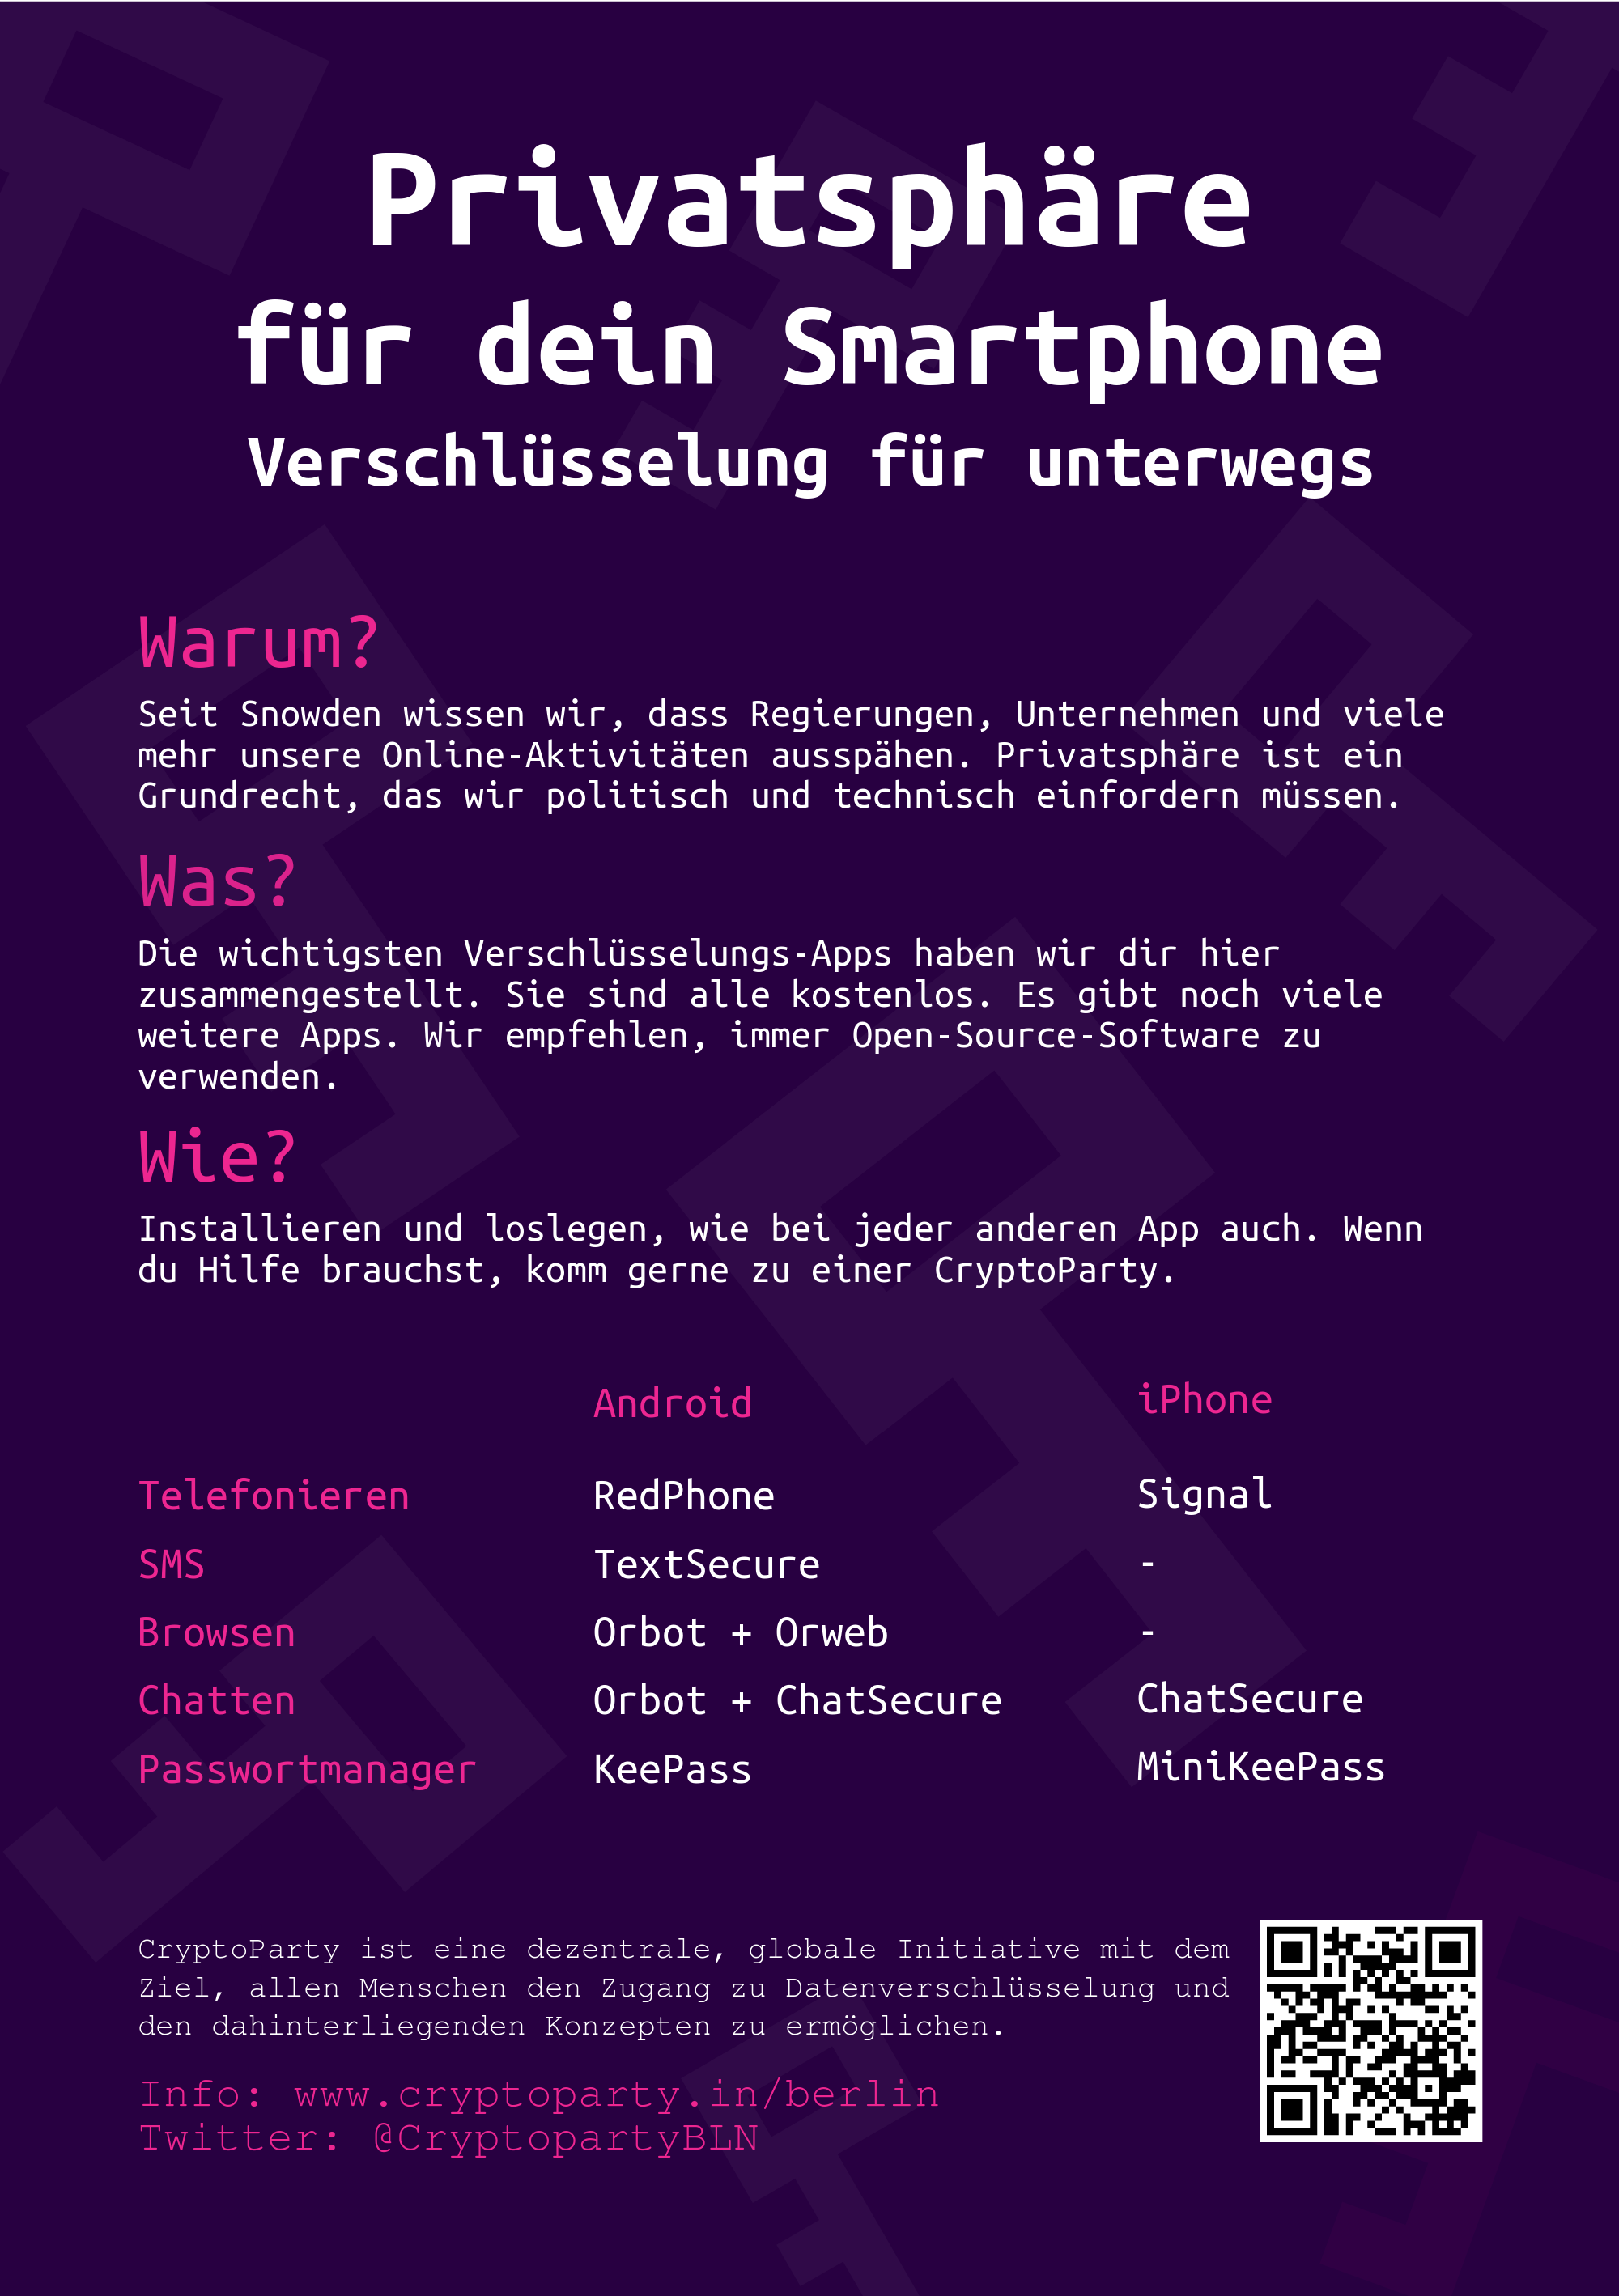 Privatsphäre
für dein Smartphone
Verschlüsselung für unterwegs
Warum?
Seit Snowden wissen wir, dass Regierungen, Unternehmen und viele
mehr unsere Online-Aktivitäten ausspähen. Privatsphäre ist ein
Grundrecht, das wir politisch und technisch einfordern müssen.
Was?
Die wichtigsten Verschlüsselungs-Apps haben wir dir hier
zusammengestellt. Sie sind alle kostenlos. Es gibt noch viele
weitere Apps. Wir empfehlen, immer Open-Source-Software zu
verwenden.
Wie?
Installieren und loslegen, wie bei jeder anderen App auch. Wenn
du Hilfe brauchst, komm gerne zu einer CryptoParty.
Android iPhone
Telefonieren RedPhone Signal
SMS TextSecure -
Browsen Orbot + Orweb -
Chatten Orbot + ChatSecure ChatSecure
Passwortmanager KeePass MiniKeePass
CryptoParty ist eine dezentrale, globale Initiative mit dem
Ziel, allen Menschen den Zugang zu Datenverschlüsselung und
den dahinterliegenden Konzepten zu ermöglichen.
Info: www.cryptoparty.in/berlin
Twitter: @CryptopartyBLN